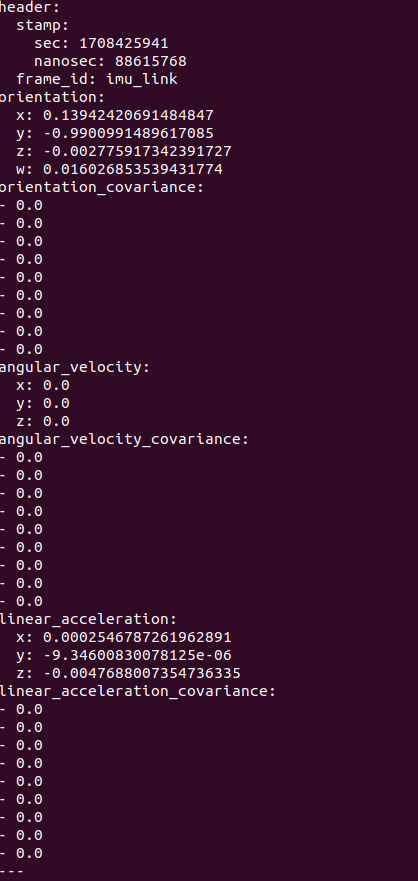 header:
  stamp:
    sec: 1708425941
    nanosec: 88615768
  frame_id: imu_link
orientation:
  x: 0.13942420691484847
  y: -0.9900991489617085
  z: -0.002775917342391727
  w: 0.016026853539431774
orientation_covariance:
- 0.0
- 0.0
- 0.0
- 0.0
- 0.0
- 0.0
- 0.0
- 0.0
- 0.0
angular_velocity:
  x: 0.0
  y: 0.0
  z: 0.0
angular_velocity_covariance:
- 0.0
- 0.0
- 0.0
- 0.0
- 0.0
- 0.0
- 0.0
- 0.0
- 0.0
linear_acceleration:
  x: 0.0002546787261962891
  y: -9.34600830078125e-06
  z: -0.0047688007354736335
linear_acceleration_covariance:
- 0.0
- 0.0
- 0.0
- 0.0
- 0.0
- 0.0
- 0.0
- 0.0
- 0.0
---